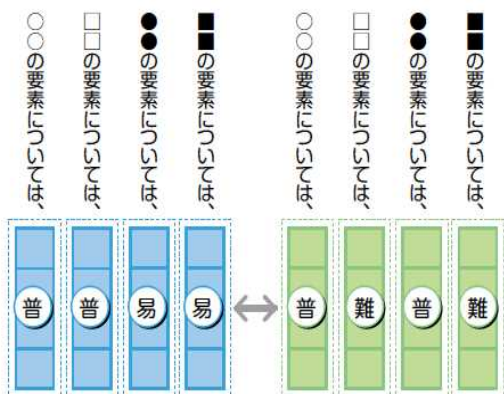 ■■の要素については、
●●の要素については、
□□の要素については、
○○の要素については、
難
普
難
普
■■の要素については、
●●の要素については、
□□の要素については、
○○の要素については、
易
易
普
普